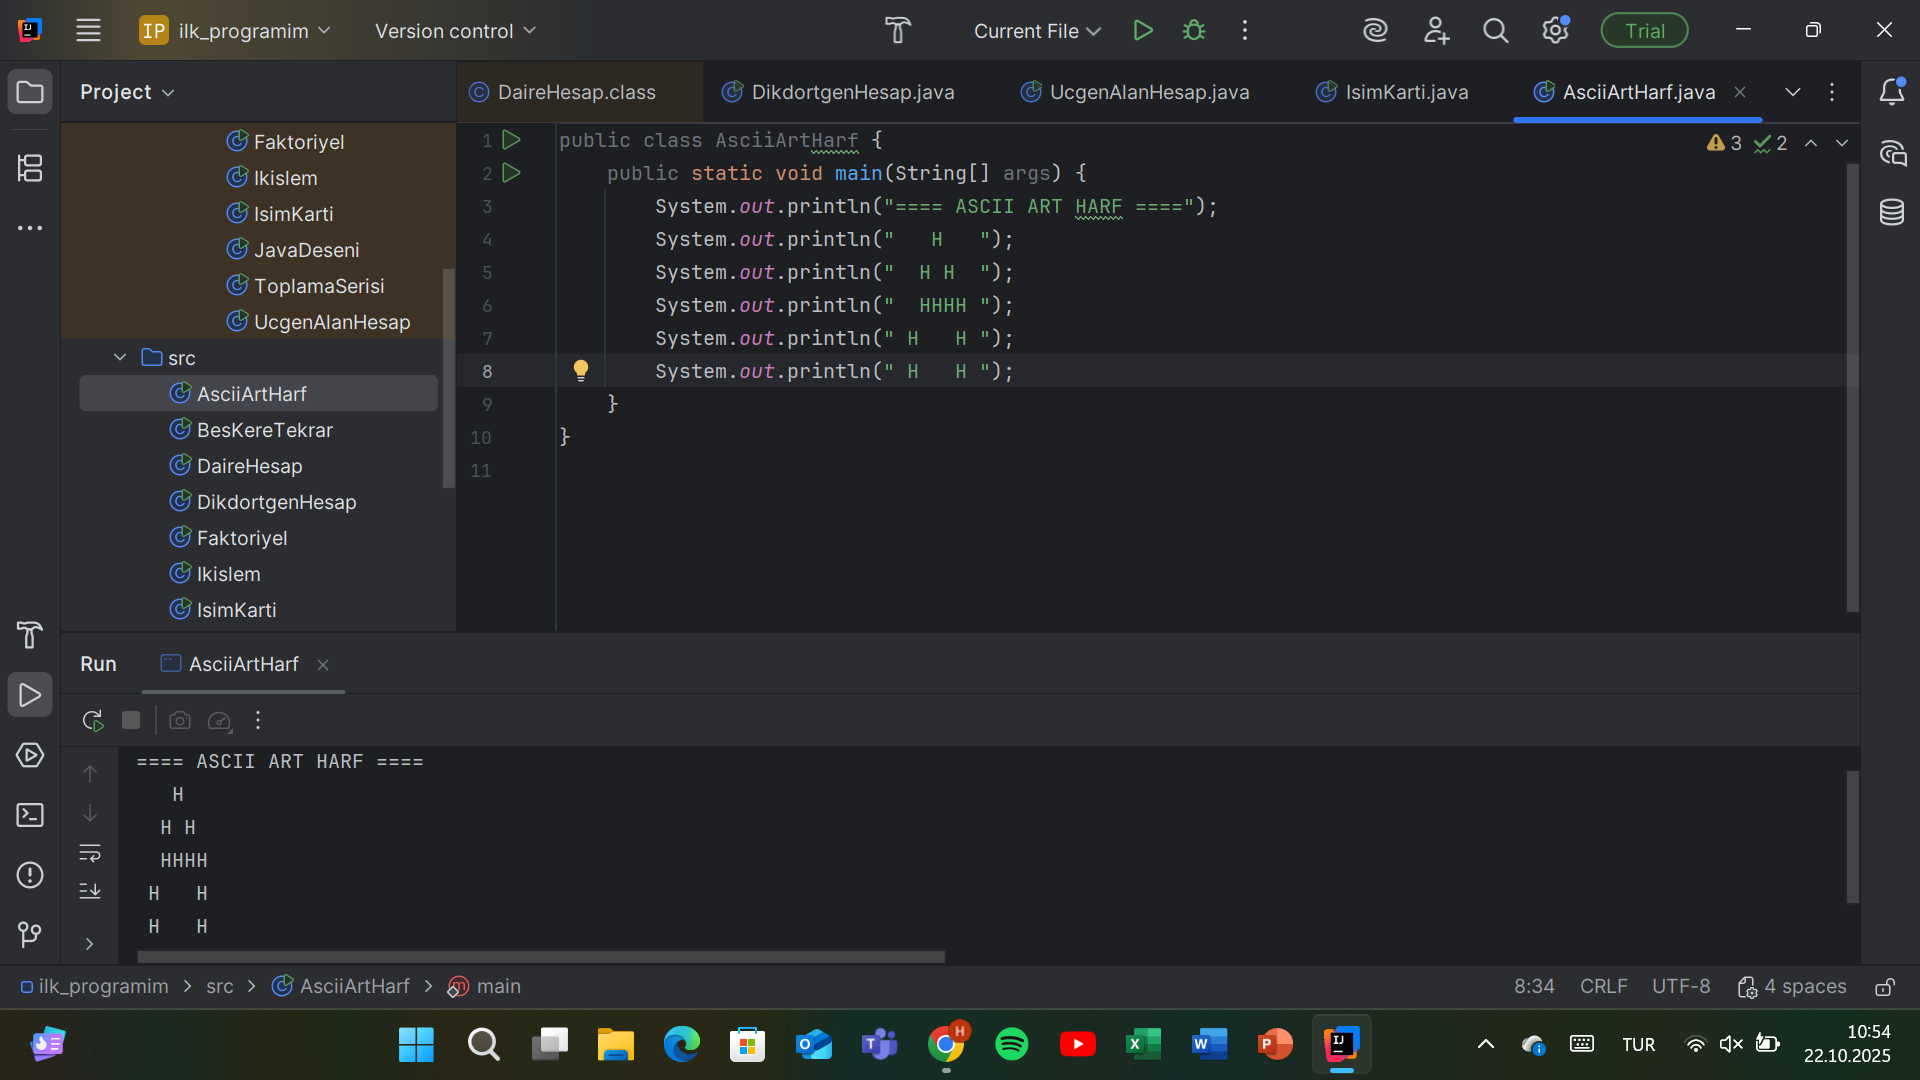 IP ilk_programim Version control Current File Trial
Project
DaireHesap.class DikdortgenHesap.java UcgenAlanHesap.java IsimKarti.java AsciiArtHarf.java
Faktoriyel
Ikislem
IsimKarti
JavaDeseni
ToplamaSerisi
UcgenAlanHesap
src
AsciiArtHarf
BesKereTekrar
DaireHesap
DikdortgenHesap
Faktoriyel
Ikislem
IsimKarti
3 2
1 public class AsciiArtHarf {
2     public static void main(String[] args) {
3         System.out.println("==== ASCII ART HARF ====");
4         System.out.println("   H   ");
5         System.out.println("  H H  ");
6         System.out.println("  HHHH ");
7         System.out.println(" H   H ");
8         System.out.println(" H   H ");
9     }
10 }
11
Run AsciiArtHarf
==== ASCII ART HARF ====
   H
  H H
  HHHH
 H   H
 H   H
ilk_programim > src > AsciiArtHarf > main 8:34 CRLF UTF-8 4 spaces
TUR
10:54
22.10.2025